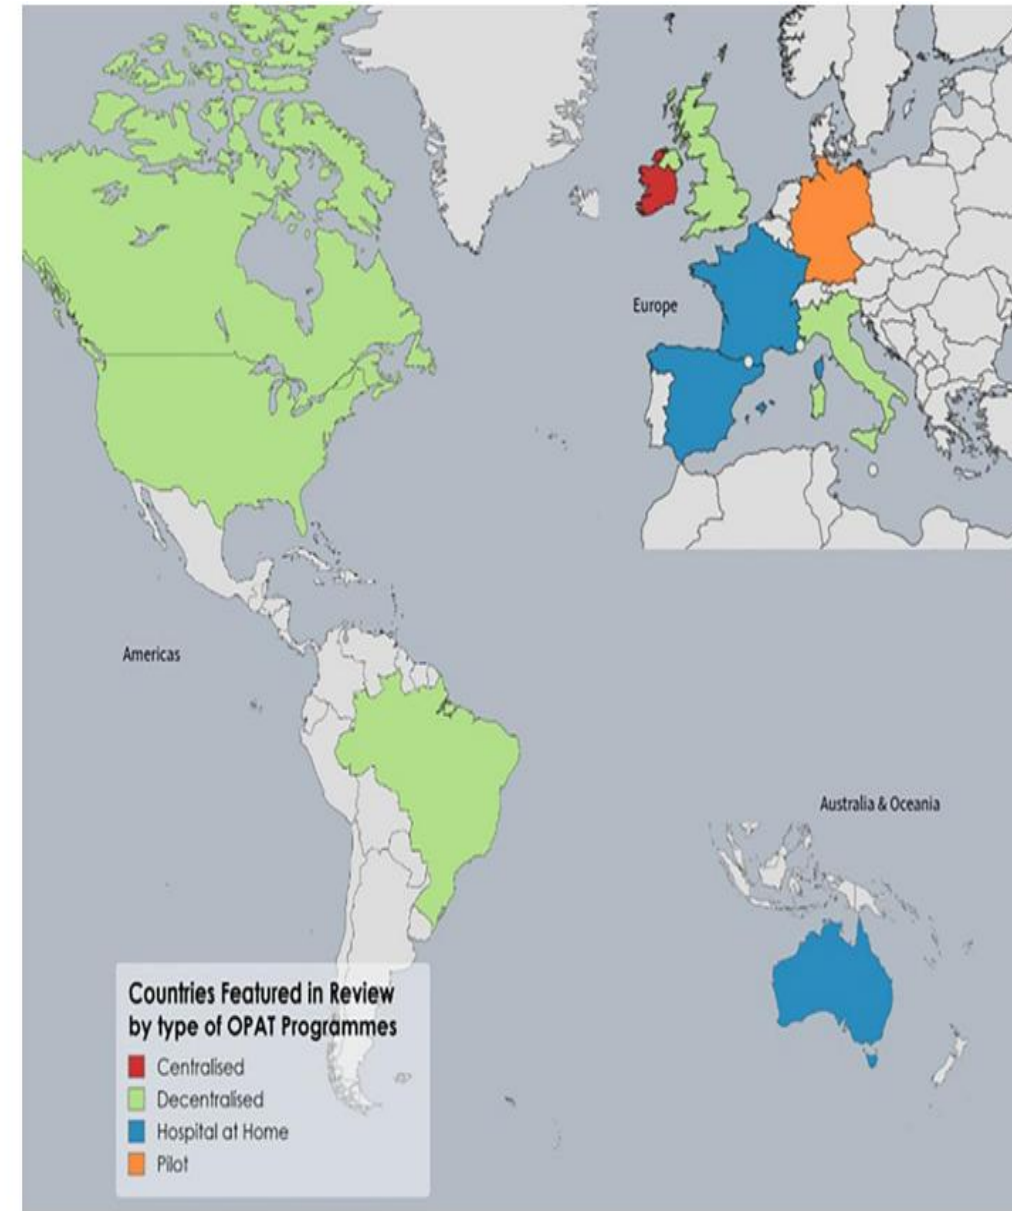 Europe
Americas
Australia & Oceania
Countries Featured in Review
by type of OPAT Programmes
Centralised
Decentralised
Hospital at Home
Pilot